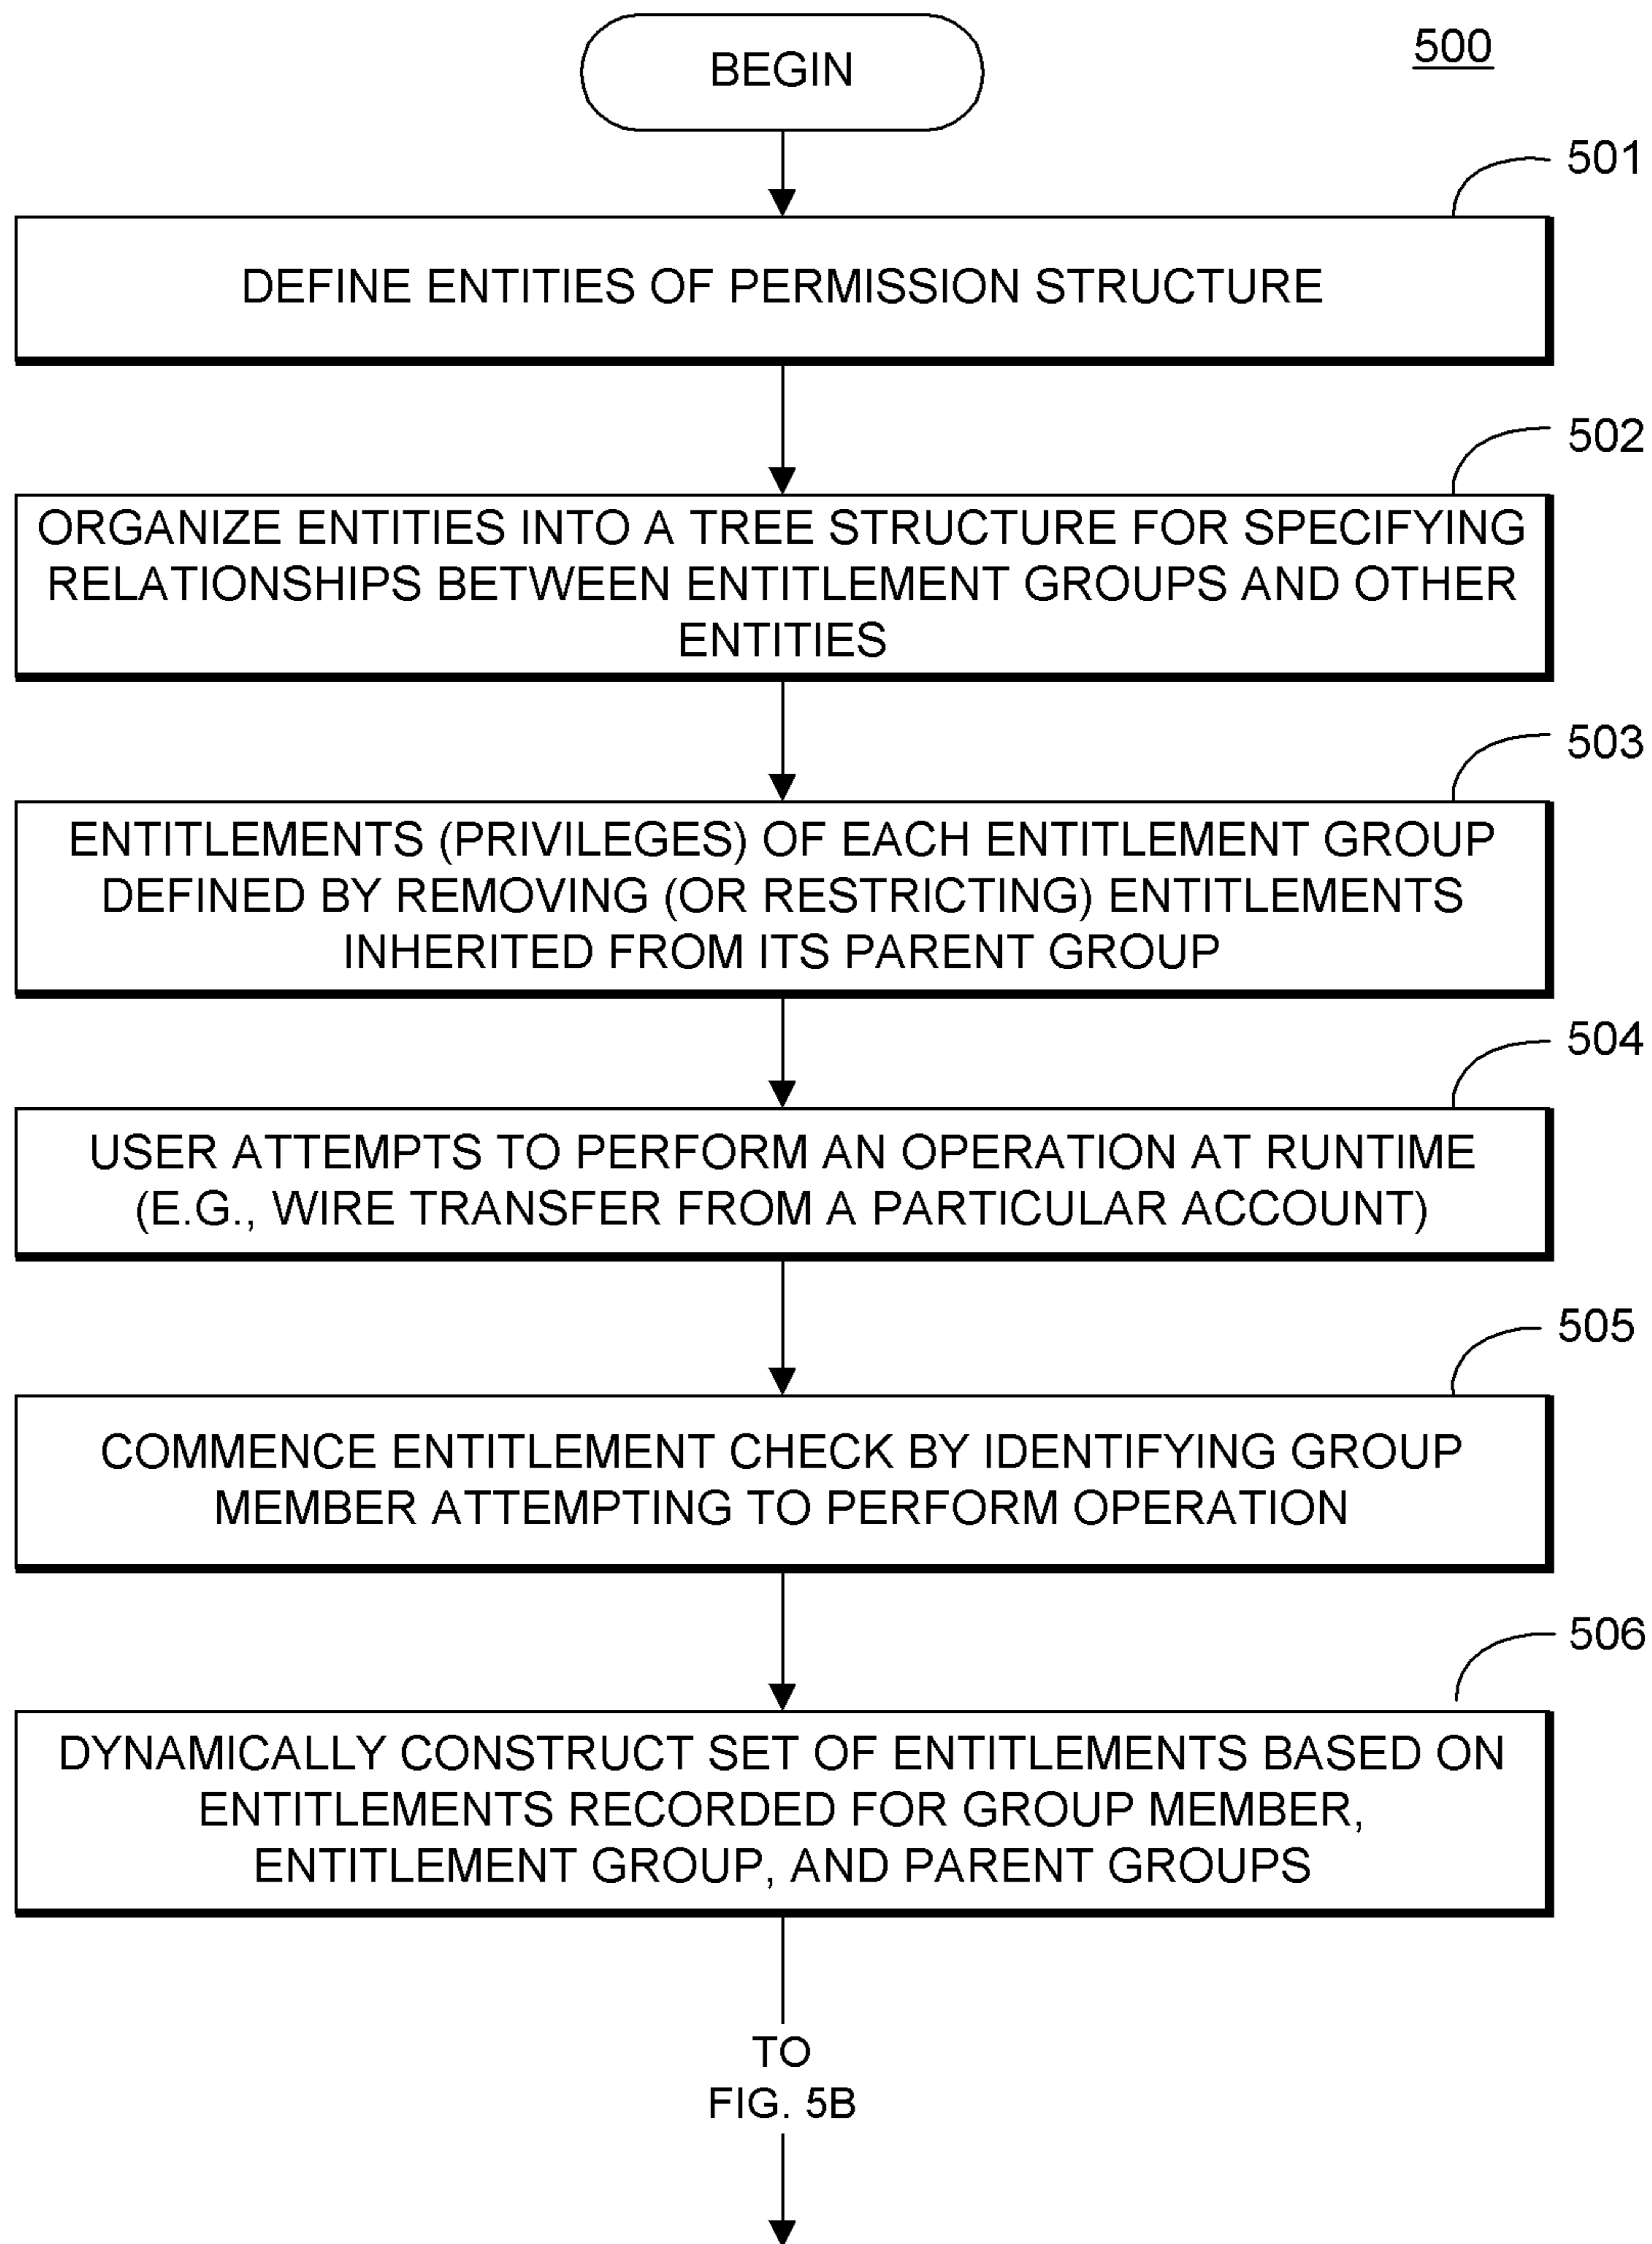 BEGIN
500
501
DEFINE ENTITIES OF PERMISSION STRUCTURE
502
ORGANIZE ENTITIES INTO A TREE STRUCTURE FOR SPECIFYING
RELATIONSHIPS BETWEEN ENTITLEMENT GROUPS AND OTHER
ENTITIES
503
ENTITLEMENTS (PRIVILEGES) OF EACH ENTITLEMENT GROUP
DEFINED BY REMOVING (OR RESTRICTING) ENTITLEMENTS
INHERITED FROM ITS PARENT GROUP
504
USER ATTEMPTS TO PERFORM AN OPERATION AT RUNTIME
(E.G., WIRE TRANSFER FROM A PARTICULAR ACCOUNT)
505
COMMENCE ENTITLEMENT CHECK BY IDENTIFYING GROUP
MEMBER ATTEMPTING TO PERFORM OPERATION
506
DYNAMICALLY CONSTRUCT SET OF ENTITLEMENTS BASED ON
ENTITLEMENTS RECORDED FOR GROUP MEMBER,
ENTITLEMENT GROUP, AND PARENT GROUPS
TO
FIG. 5B